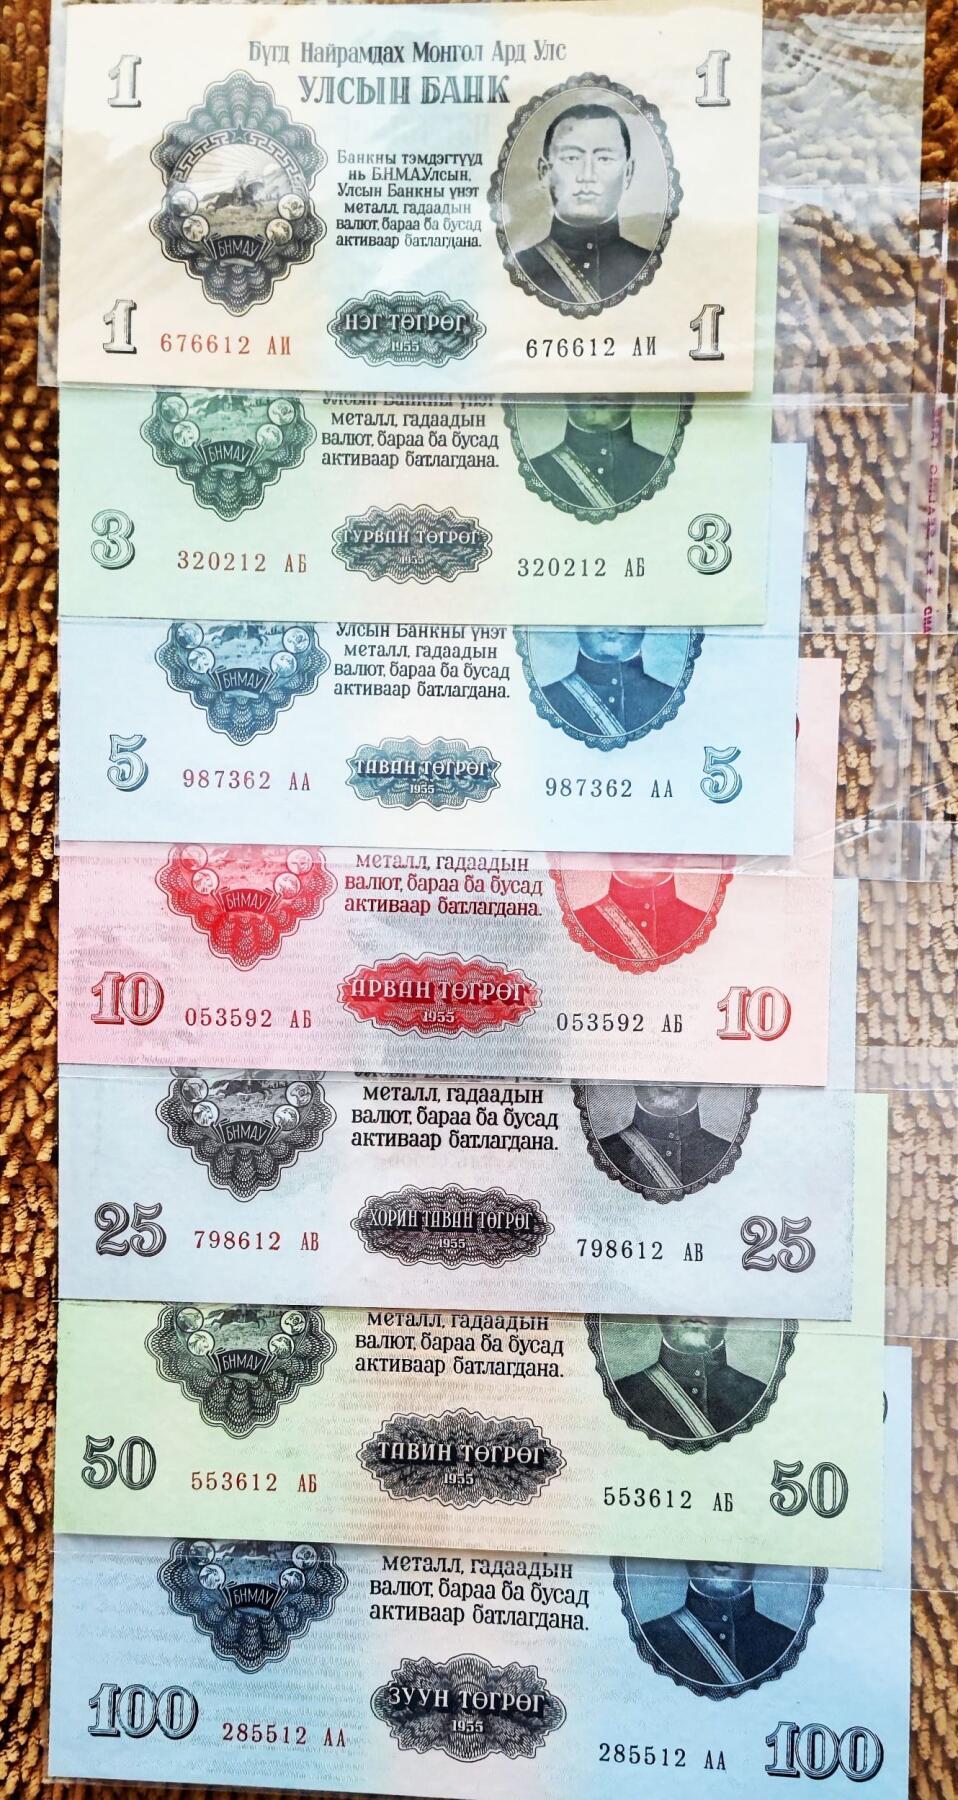 1 Бүгд Найрамдах Монгол Ард Улс 1
УЛСЫН БАНК
Банкны тэмдэгтүүд
нь Б.Н.М.А.Улсын,
Улсын Банкны үнэт
металл, гадаадын
валют, бараа ба бусад
активаар батлагдана.
БНМАУ
1 НЭГ ТӨГРӨГ 1
1955
676612 АИ 676612 АИ
Улсын Банкны үнэт
металл, гадаадын
валют, бараа ба бусад
активаар батлагдана.
БНМАУ
3 ГУРВАН ТӨГРӨГ 3
1955
320212 АБ 320212 АБ
Улсын Банкны үнэт
металл, гадаадын
валют, бараа ба бусад
активаар батлагдана.
БНМАУ
5 ТАВАН ТӨГРӨГ 5
1955
987362 АА 987362 АА
металл, гадаадын
валют, бараа ба бусад
активаар батлагдана.
БНМАУ
10 АРВАН ТӨГРӨГ 10
1955
053592 АБ 053592 АБ
Улсын Банкны үнэт
металл, гадаадын
валют, бараа ба бусад
активаар батлагдана.
БНМАУ
25 ХОРИН ТАВАН ТӨГРӨГ 25
1955
798612 АВ 798612 АВ
металл, гадаадын
валют, бараа ба бусад
активаар батлагдана.
БНМАУ
50 ТАВИН ТӨГРӨГ 50
1955
553612 АБ 553612 АБ
металл, гадаадын
валют, бараа ба бусад
активаар батлагдана.
БНМАУ
100 ЗУУН ТӨГРӨГ 100
1955
285512 АА 285512 АА